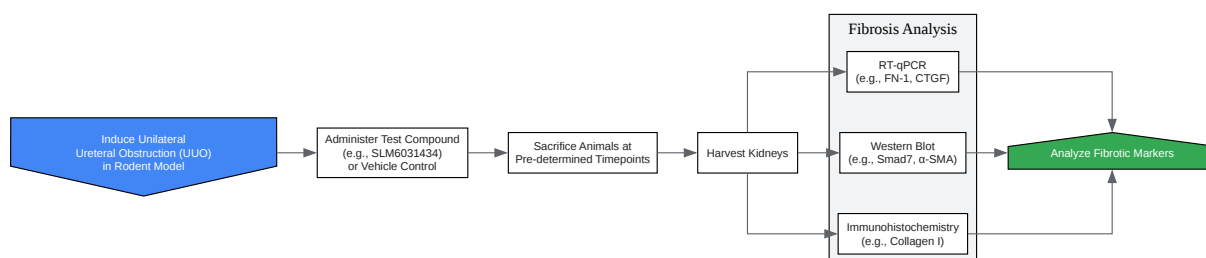 Induce Unilateral
Ureteral Obstruction (UUO)
in Rodent Model
Administer Test Compound
(e.g., SLM6031434)
or Vehicle Control
Sacrifice Animals at
Pre-determined Timepoints
Harvest Kidneys
Fibrosis Analysis
RT-qPCR
(e.g., FN-1, CTGF)
Western Blot
(e.g., Smad7, α-SMA)
Immunohistochemistry
(e.g., Collagen I)
Analyze Fibrotic Markers